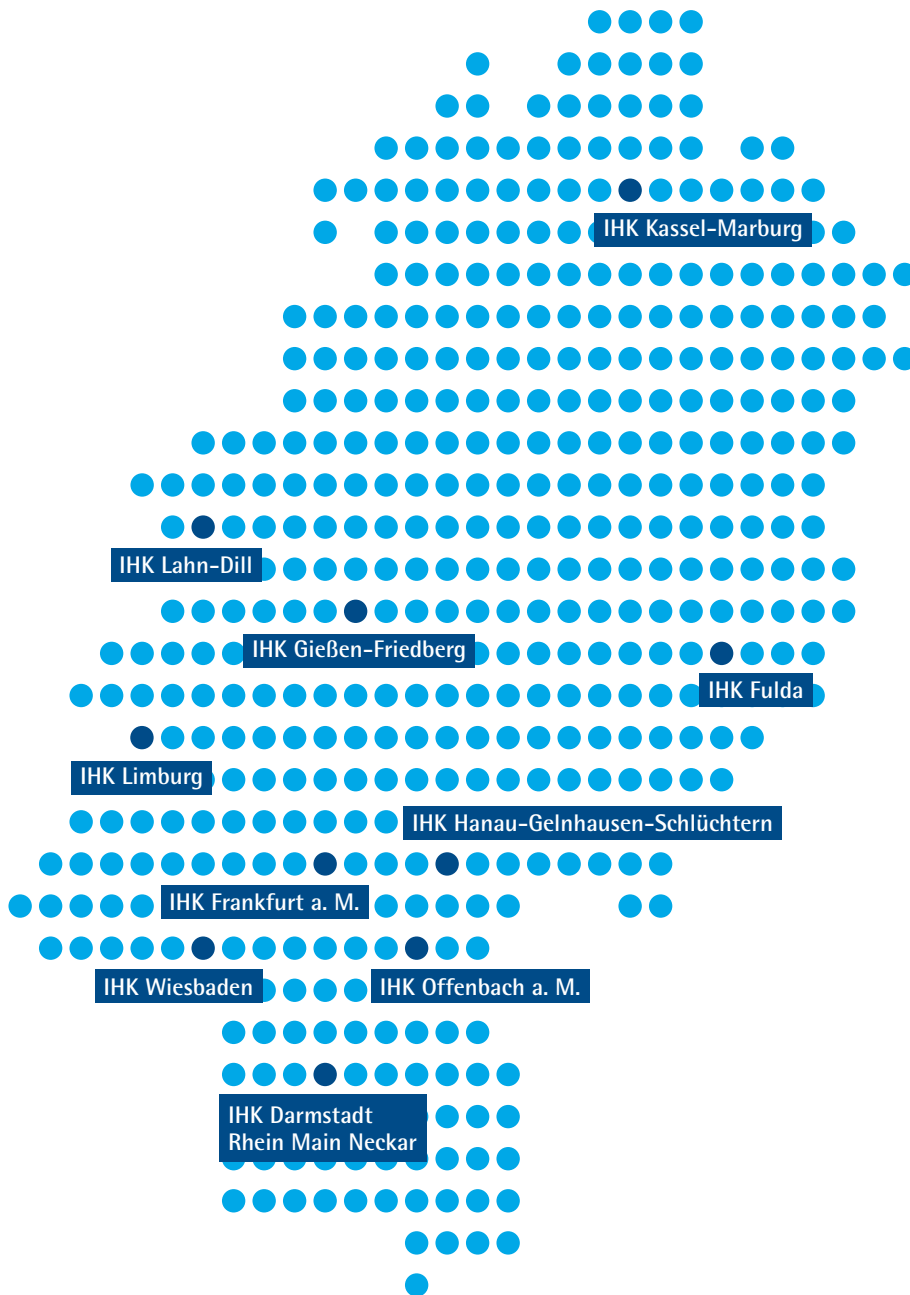 IHK Kassel-Marburg
IHK Lahn-Dill
IHK Gießen-Friedberg
IHK Fulda
IHK Limburg
IHK Hanau-Gelnhausen-Schlüchtern
IHK Frankfurt a. M.
IHK Wiesbaden
IHK Offenbach a. M.
IHK Darmstadt
Rhein Main Neckar